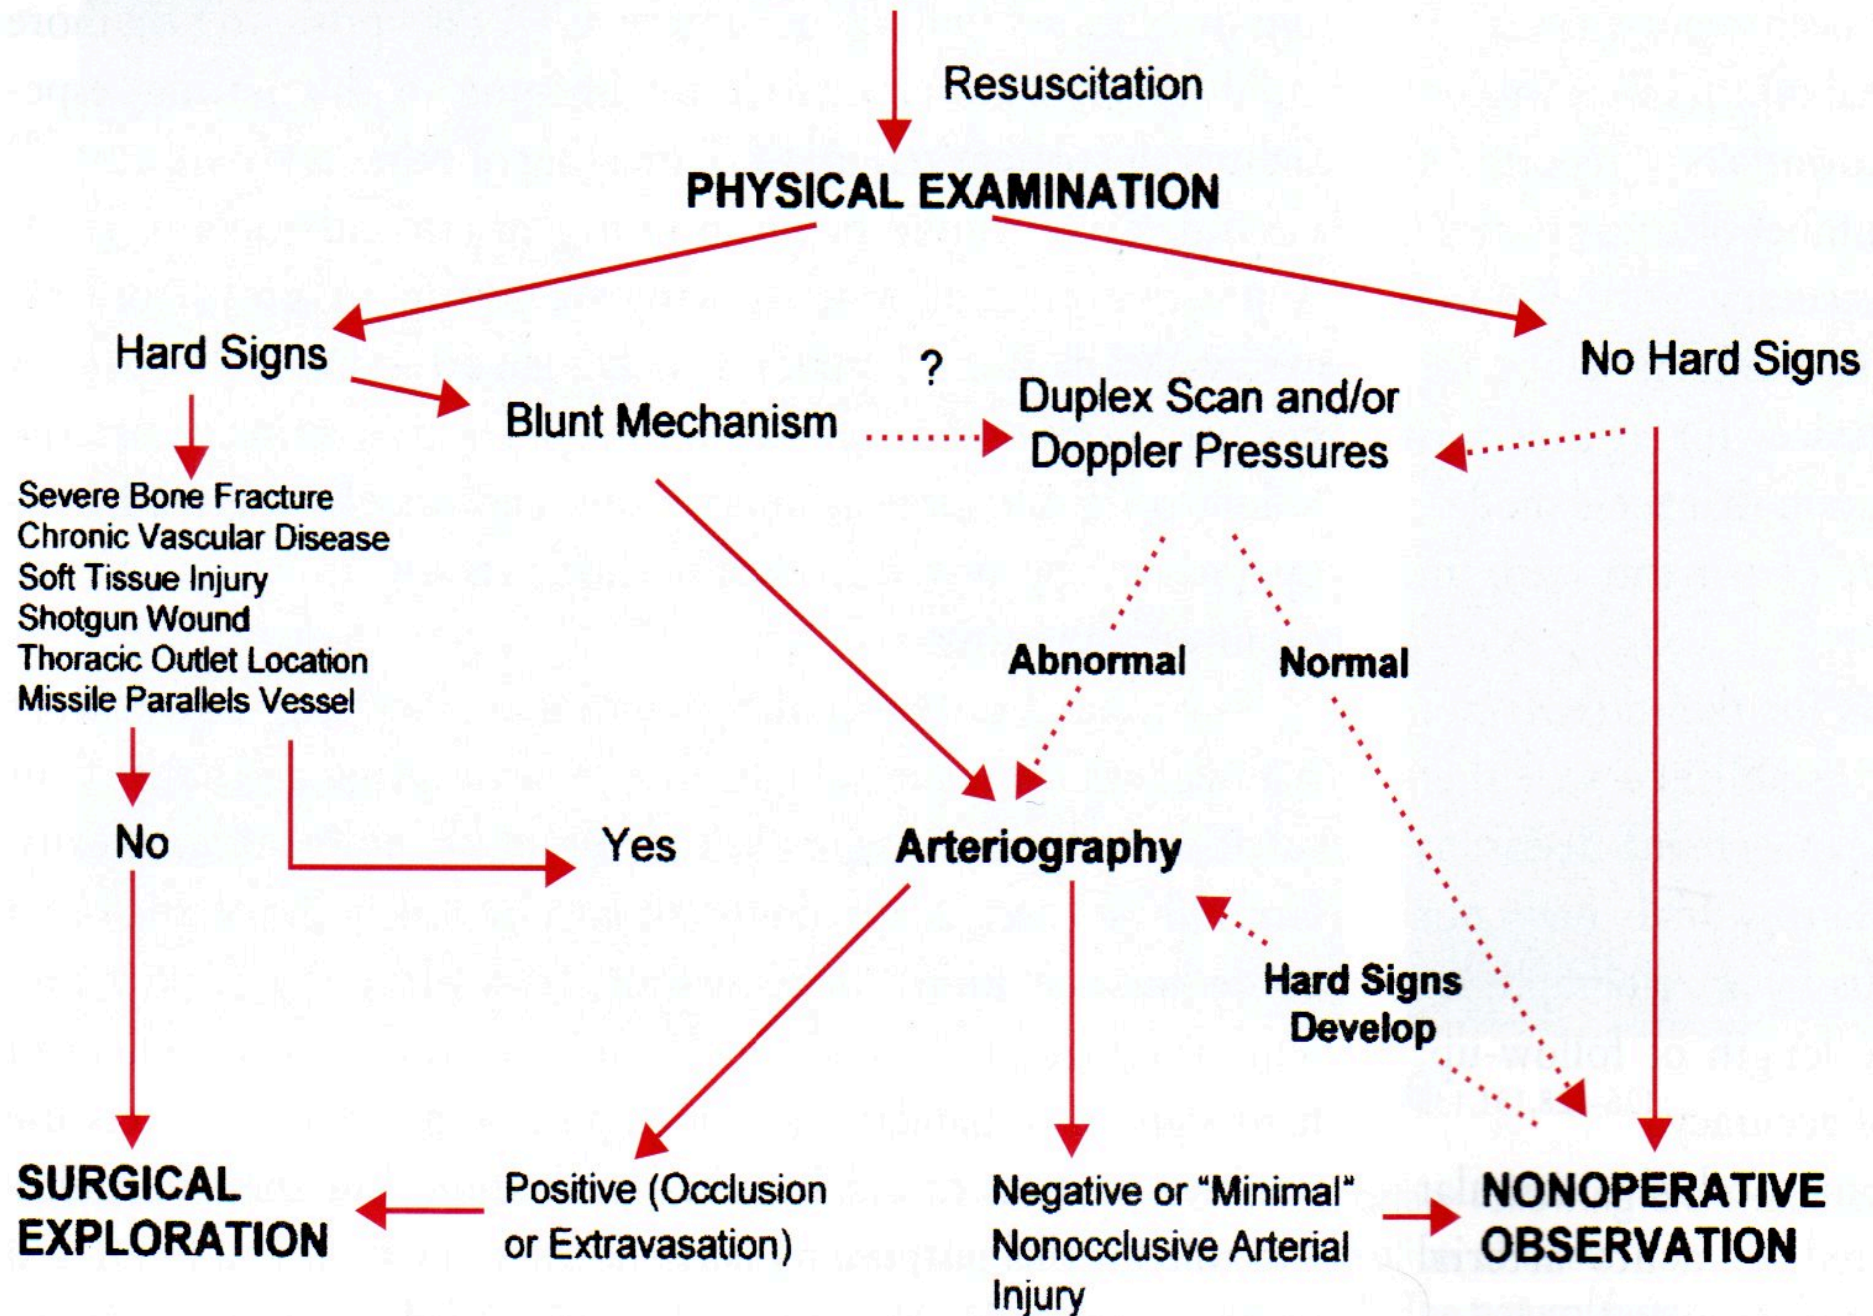 Resuscitation
PHYSICAL EXAMINATION
Hard Signs
?
No Hard Signs
Blunt Mechanism
Duplex Scan and/or
Doppler Pressures
Severe Bone Fracture
Chronic Vascular Disease
Soft Tissue Injury
Shotgun Wound
Thoracic Outlet Location
Missile Parallels Vessel
Abnormal
Normal
No
Yes
Arteriography
Hard Signs
Develop
SURGICAL
EXPLORATION
Positive (Occlusion
or Extravasation)
Negative or "Minimal"
Nonocclusive Arterial
Injury
NONOPERATIVE
OBSERVATION